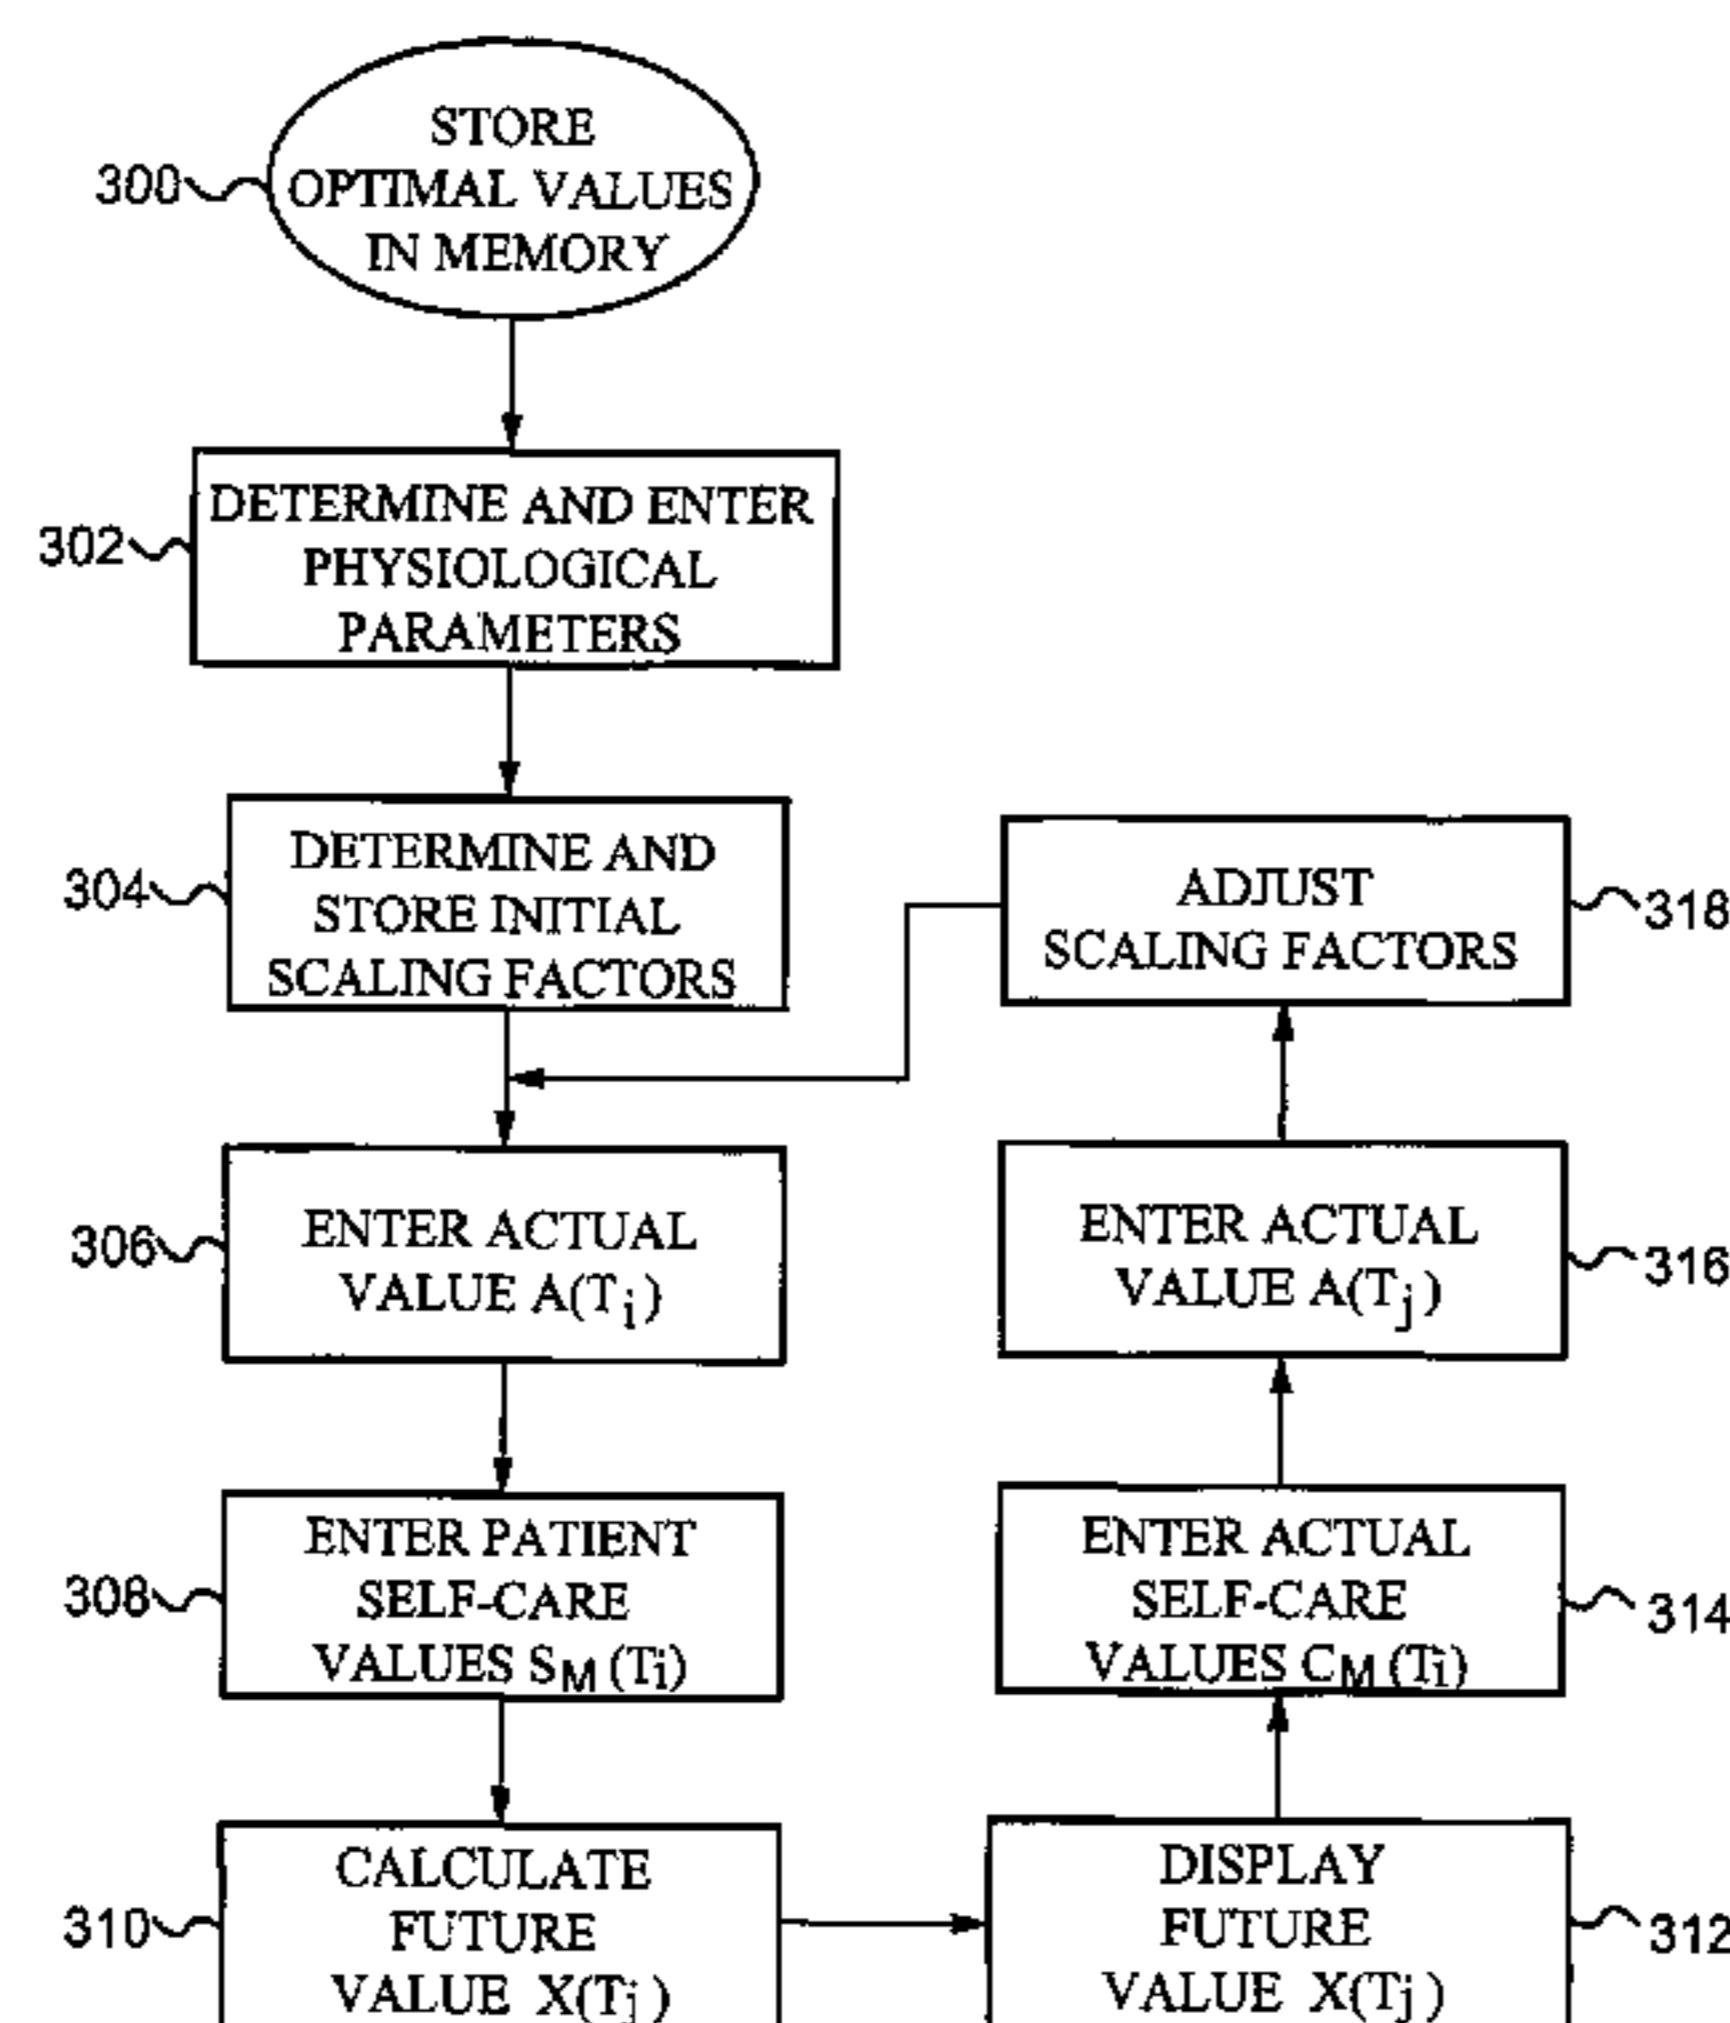 STORE
OPTIMAL VALUES
IN MEMORY
300
DETERMINE AND ENTER
PHYSIOLOGICAL
PARAMETERS
302
DETERMINE AND
STORE INITIAL
SCALING FACTORS
304
ADJUST
SCALING FACTORS
318
ENTER ACTUAL
VALUE A(Ti)
306
ENTER ACTUAL
VALUE A(Tj)
316
ENTER PATIENT
SELF-CARE
VALUES SM (Ti)
308
ENTER ACTUAL
SELF-CARE
VALUES CM (Ti)
314
CALCULATE
FUTURE
VALUE X(Tj)
310
DISPLAY
FUTURE
VALUE X(Tj)
312